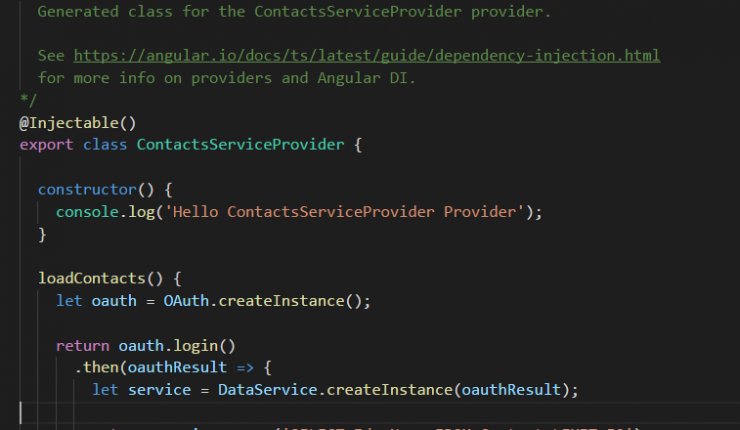 Generated class for the ContactsServiceProvider provider.
See https://angular.io/docs/ts/latest/guide/dependency-injection.html
for more info on providers and Angular DI.
*/
@Injectable()
export class ContactsServiceProvider {
constructor() {
console.log('Hello ContactsServiceProvider Provider');
}
loadContacts() {
let oauth = OAuth.createInstance();
return oauth.login()
.then(oauthResult => {
let service = DataService.createInstance(oauthResult);